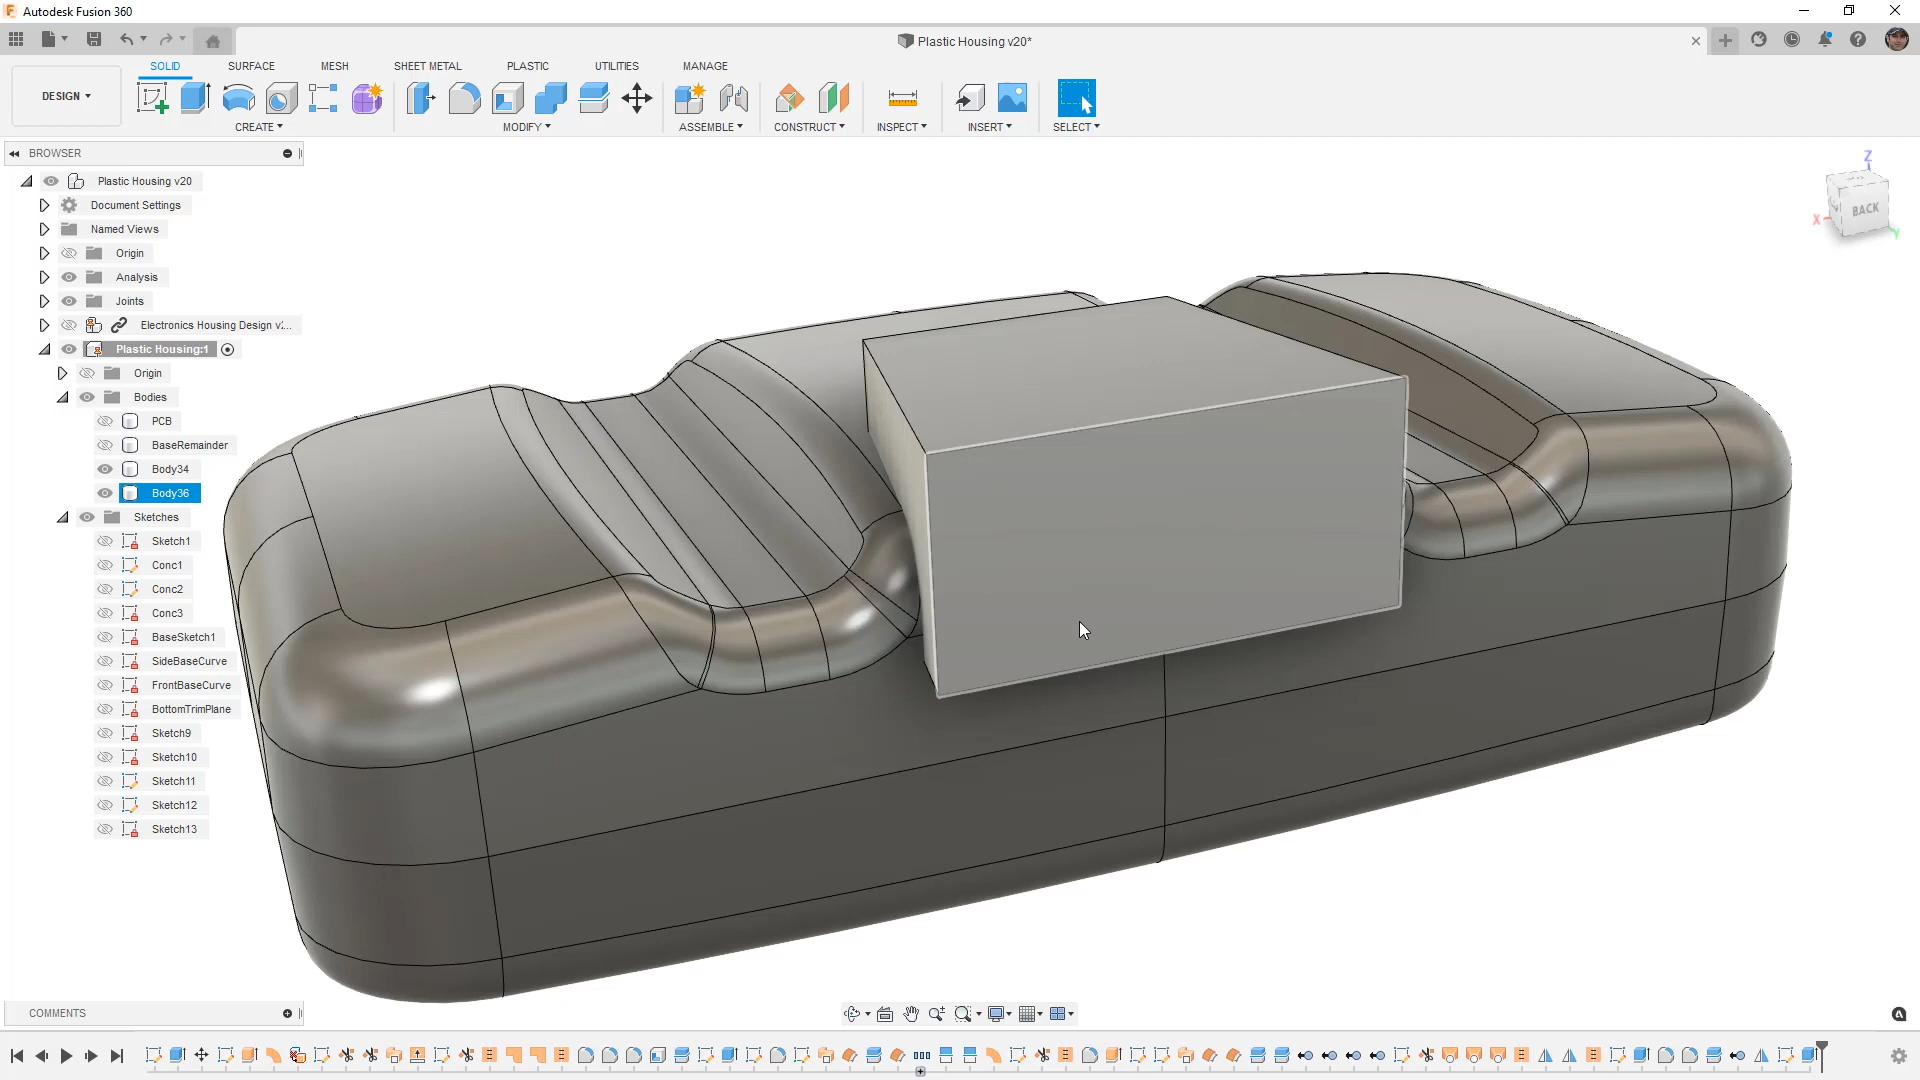 Autodesk Fusion 360
Plastic Housing v20*
SOLID SURFACE MESH SHEET METAL PLASTIC UTILITIES MANAGE
DESIGN
CREATE MODIFY ASSEMBLE CONSTRUCT INSPECT INSERT SELECT
BROWSER
Plastic Housing v20
Document Settings
Named Views
Origin
Analysis
Joints
Electronics Housing Design v...
Plastic Housing:1
Origin
Bodies
PCB
BaseRemainder
Body34
Body36
Sketches
Sketch1
Conc1
Conc2
Conc3
BaseSketch1
SideBaseCurve
FrontBaseCurve
BottomTrimPlane
Sketch9
Sketch10
Sketch11
Sketch12
Sketch13
Z
BACK
X
COMMENTS